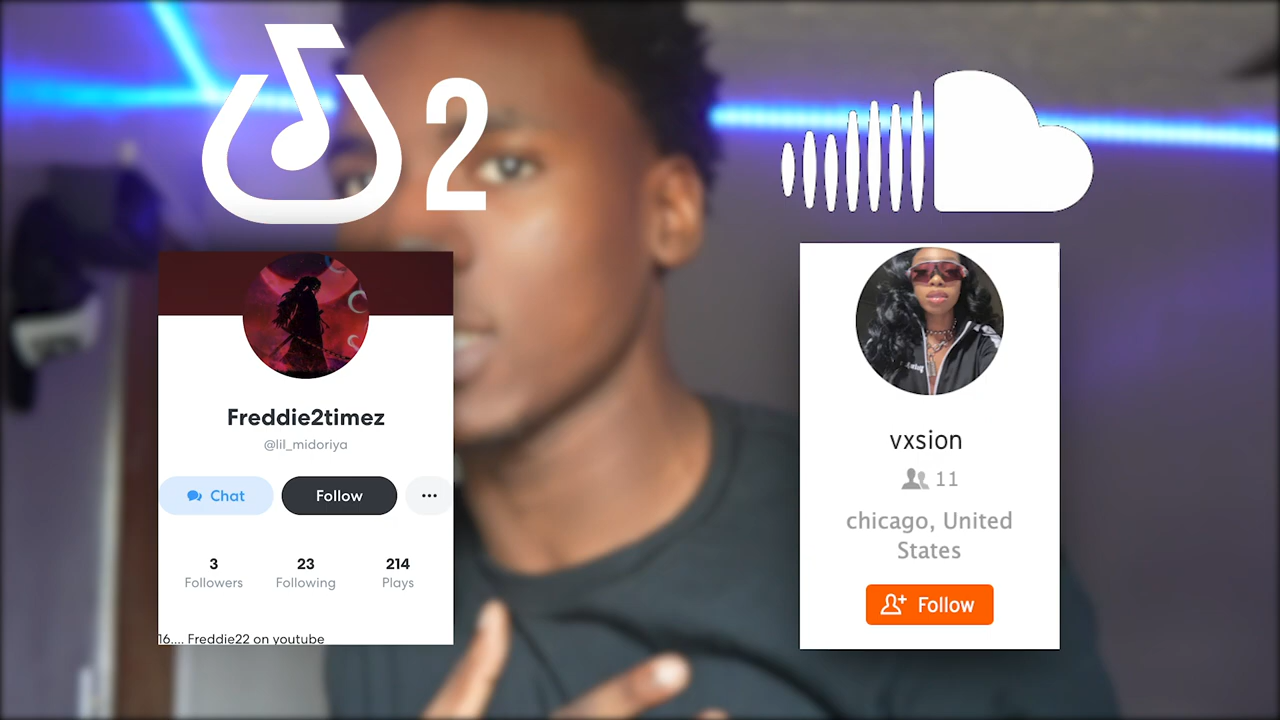 2
Freddie2timez
@lil_midoriya
Chat
Follow
...
3
23
214
Followers
Following
Plays
16.... Freddie22 on youtube
vxsion
11
chicago, United
States
Follow